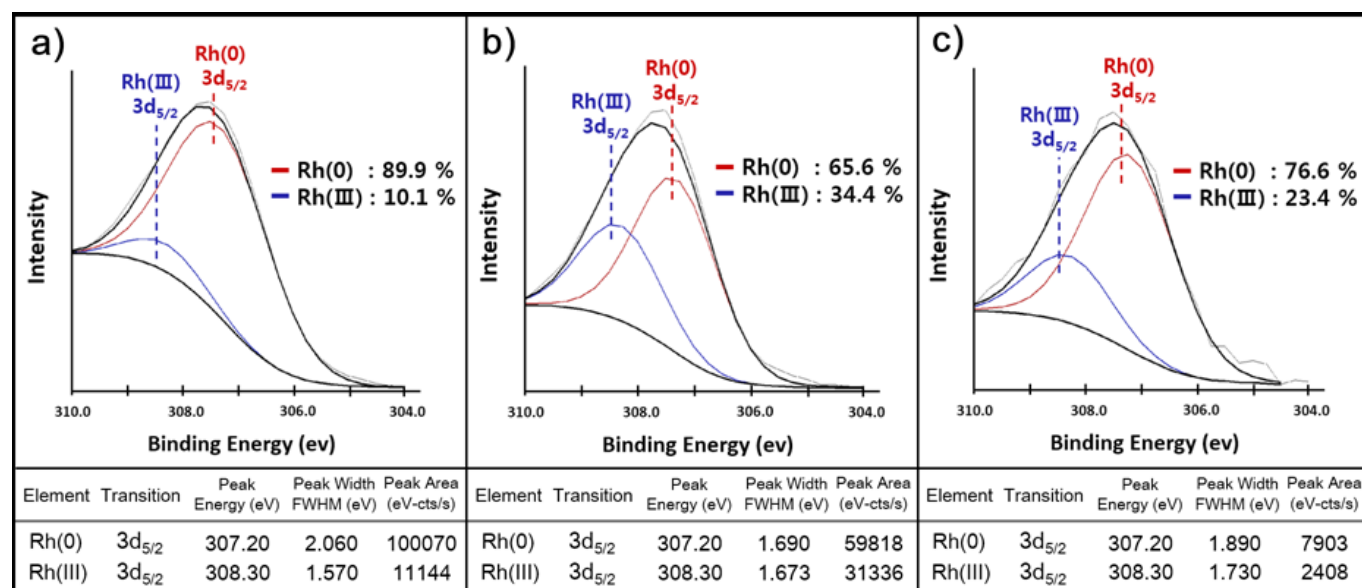 a)
Rh(0)
3d5/2
Rh(Ⅲ)
3d5/2
Rh(0) : 89.9 %
Rh(Ⅲ) : 10.1 %
Intensity
310.0 308.0 306.0 304.0
Binding Energy (ev)
Element Transition Peak Energy (eV) Peak Width FWHM (eV) Peak Area (eV-cts/s)
Rh(0) 3d5/2 307.20 2.060 100070
Rh(III) 3d5/2 308.30 1.570 11144
b)
Rh(0)
3d5/2
Rh(Ⅲ)
3d5/2
Rh(0) : 65.6 %
Rh(Ⅲ) : 34.4 %
Intensity
310.0 308.0 306.0 304.0
Binding Energy (ev)
Element Transition Peak Energy (eV) Peak Width FWHM (eV) Peak Area (eV-cts/s)
Rh(0) 3d5/2 307.20 1.690 59818
Rh(III) 3d5/2 308.30 1.673 31336
c)
Rh(0)
3d5/2
Rh(Ⅲ)
3d5/2
Rh(0) : 76.6 %
Rh(Ⅲ) : 23.4 %
Intensity
310.0 308.0 306.0 304.0
Binding Energy (ev)
Element Transition Peak Energy (eV) Peak Width FWHM (eV) Peak Area (eV-cts/s)
Rh(0) 3d5/2 307.20 1.890 7903
Rh(III) 3d5/2 308.30 1.730 2408